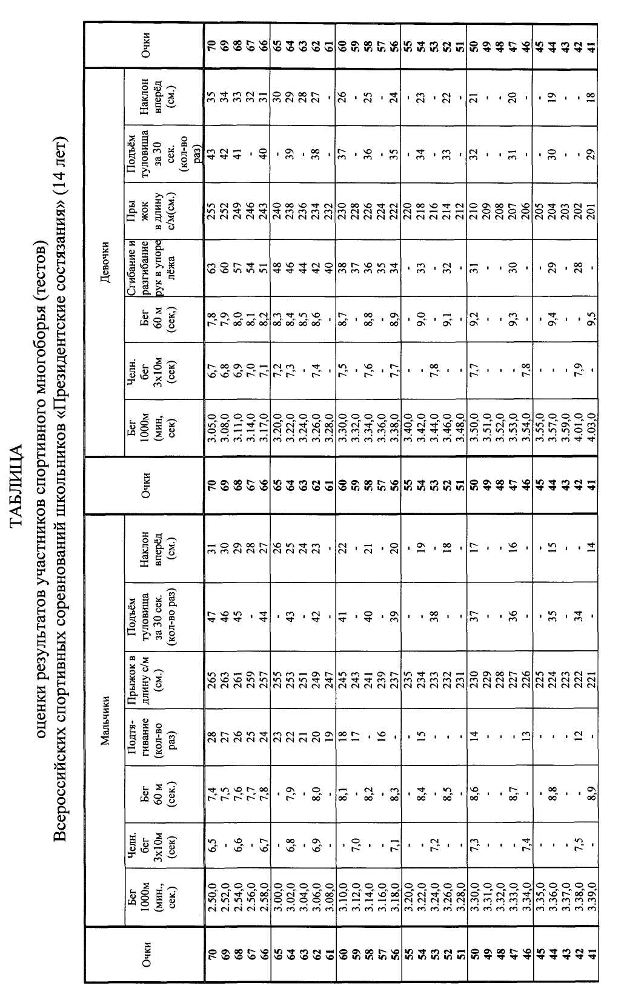 ТАБЛИЦА
оценки результатов участников спортивного многоборья (тестов)
Всероссийских спортивных соревнований школьников «Президентские состязания» (14 лет)
Очки Мальчики Очки Девочки Очки
Бег 1000м (мин., сек.) Челн. бег 3х10м (сек) Бег 60 м (сек.) Подтя-гивание (кол-во раз) Прыжок в длину с/м (см.) Подъём туловища за 30 сек. (кол-во раз) Наклон вперёд (см.) Бег 1000м (мин, сек) Челн. бег 3х10м (сек) Бег 60 м (сек,) Сгибание и разгибание рук в упоре лёжа Пры жок в длину с/м(см.) Подъём туловища за 30 сек. (кол-во раз) Наклон вперёд (см.)
70 2.50,0 6,5 7,4 28 265 47 31 70 3.05,0 6,7 7,8 63 255 43 35 70
69 2.52,0 - 7,5 27 263 46 30 69 3.08,0 6,8 7,9 60 252 42 34 69
68 2.54,0 6,6 7,6 26 261 45 29 68 3.11,0 6,9 8,0 57 249 41 33 68
67 2.56,0 - 7,7 25 259 - 28 67 3.14,0 7,0 8,1 54 246 - 32 67
66 2.58,0 6,7 7,8 24 257 44 27 66 3.17,0 7,1 8,2 51 243 40 31 66
65 3.00,0 - - 23 255 - 26 65 3.20,0 7,2 8,3 48 240 - 30 65
64 3.02,0 6,8 7,9 22 253 43 25 64 3.22,0 7,3 8,4 46 238 39 29 64
63 3.04,0 - - 21 251 - 24 63 3.24,0 - 8,5 44 236 - 28 63
62 3.06,0 6,9 8,0 20 249 42 23 62 3.26,0 7,4 8,6 42 234 38 27 62
61 3.08,0 - - 19 247 - - 61 3.28,0 - - 40 232 - - 61
60 3.10,0 - 8,1 18 245 41 22 60 3.30,0 7,5 8,7 38 230 37 26 60
59 3.12,0 7,0 - 17 243 - - 59 3.32,0 - - 37 228 - - 59
58 3.14,0 - 8,2 - 241 40 21 58 3.34,0 7,6 8,8 36 226 36 25 58
57 3.16,0 - - 16 239 - - 57 3.36,0 - - 35 224 - - 57
56 3.18,0 7,1 8,3 - 237 39 20 56 3.38,0 7,7 8,9 34 222 35 24 56
55 3.20,0 - - - 235 - - 55 3.40,0 - - - 220 - - 55
54 3.22,0 - 8,4 15 234 - 19 54 3.42,0 - 9,0 33 218 34 23 54
53 3.24,0 7,2 - - 233 38 - 53 3.44,0 7,8 - - 216 - - 53
52 3.26,0 - 8,5 - 232 - 18 52 3.46,0 - 9,1 32 214 33 22 52
51 3.28,0 - - - 231 - - 51 3.48,0 - - - 212 - - 51
50 3.30,0 7,3 8,6 14 230 37 17 50 3.50,0 7,7 9,2 31 210 32 21 50
49 3.31,0 - - - 229 - - 49 3.51,0 - - - 209 - - 49
48 3.32,0 - - - 228 - - 48 3.52,0 - - - 208 - - 48
47 3.33,0 - 8,7 - 227 36 16 47 3.53,0 - 9,3 30 207 31 20 47
46 3.34,0 7,4 - 13 226 - - 46 3.54,0 7,8 - - 206 - - 46
45 3.35,0 - - - 225 - - 45 3.55,0 - - - 205 - - 45
44 3.36,0 - 8,8 - 224 35 15 44 3.57,0 - 9,4 29 204 30 19 44
43 3.37,0 - - - 223 - - 43 3.59,0 - - - 203 - - 43
42 3.38,0 7,5 - 12 222 34 - 42 4.01,0 7,9 - 28 202 - - 42
41 3.39,0 - 8,9 - 221 - 14 41 4.03,0 - 9,5 - 201 29 18 41